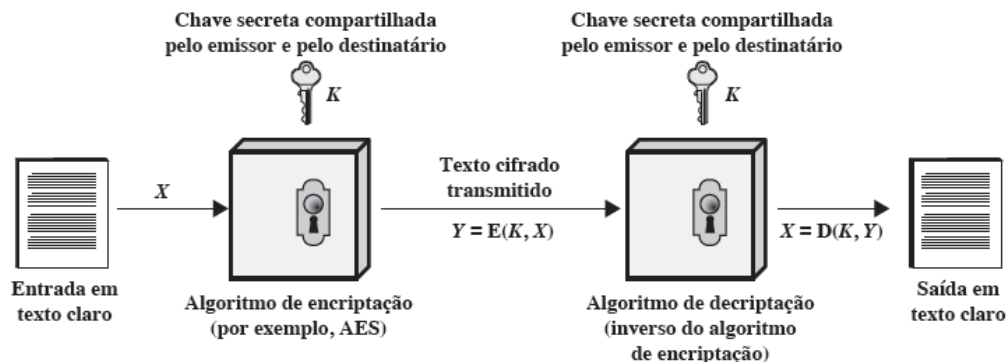 Chave secreta compartilhada
pelo emissor e pelo destinatário
K
Chave secreta compartilhada
pelo emissor e pelo destinatário
K
X
Texto cifrado
transmitido
Y = E(K, X)
X = D(K, Y)
Entrada em
texto claro
Algoritmo de encriptação
(por exemplo, AES)
Algoritmo de decriptação
(inverso do algoritmo
de encriptação)
Saída em
texto claro